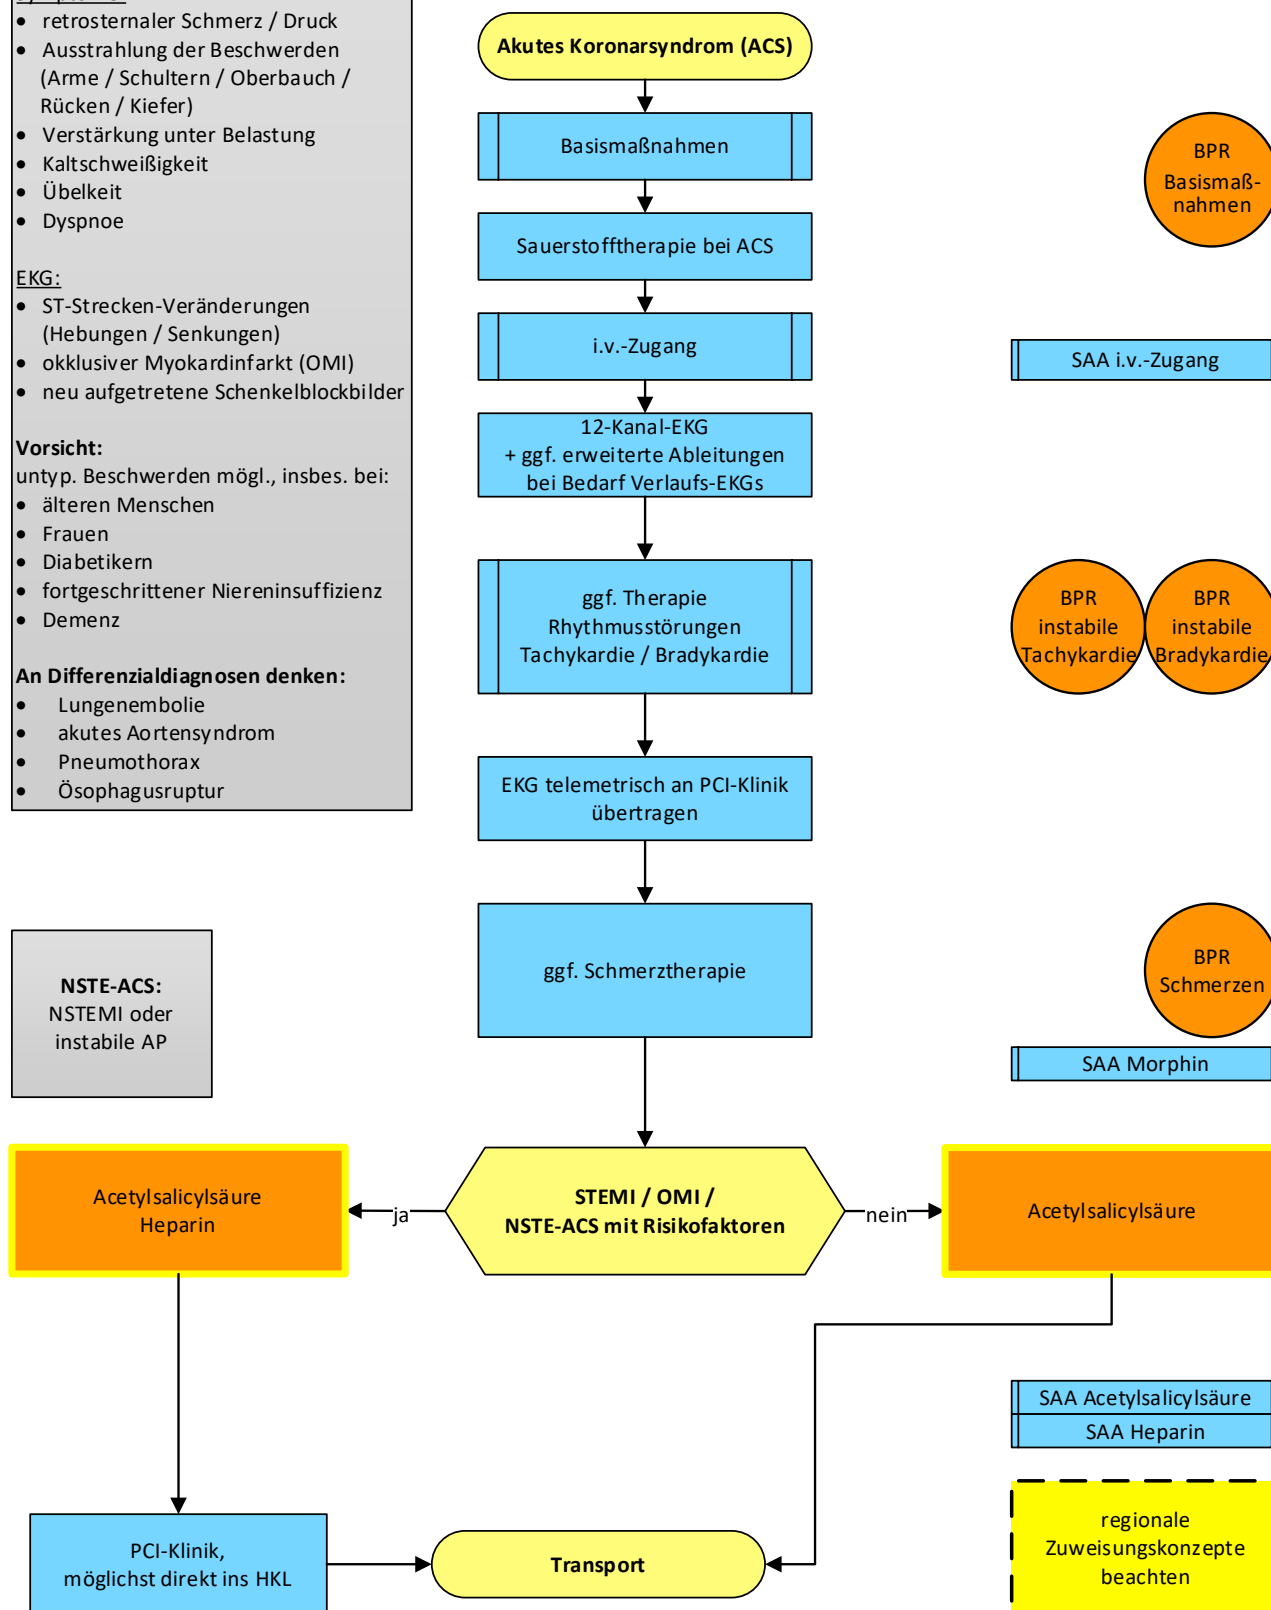 • retrosternaler Schmerz / Druck
• Ausstrahlung der Beschwerden
(Arme / Schultern / Oberbauch /
Rücken / Kiefer)
• Verstärkung unter Belastung
• Kaltschweißigkeit
• Übelkeit
• Dyspnoe
EKG:
• ST-Strecken-Veränderungen
(Hebungen / Senkungen)
• okklusiver Myokardinfarkt (OMI)
• neu aufgetretene Schenkelblockbilder
Vorsicht:
untyp. Beschwerden mögl., insbes. bei:
• älteren Menschen
• Frauen
• Diabetikern
• fortgeschrittener Niereninsuffizienz
• Demenz
An Differenzialdiagnosen denken:
• Lungenembolie
• akutes Aortensyndrom
• Pneumothorax
• Ösophagusruptur
Akutes Koronarsyndrom (ACS)
Basismaßnahmen
BPR
Basismaß-
nahmen
Sauerstofftherapie bei ACS
i.v.-Zugang
SAA i.v.-Zugang
12-Kanal-EKG
+ ggf. erweiterte Ableitungen
bei Bedarf Verlaufs-EKGs
ggf. Therapie
Rhythmusstörungen
Tachykardie / Bradykardie
BPR
instabile
Tachykardie
BPR
instabile
Bradykardie
EKG telemetrisch an PCI-Klinik
übertragen
ggf. Schmerztherapie
BPR
Schmerzen
SAA Morphin
NSTE-ACS:
NSTEMI oder
instabile AP
Acetylsalicylsäure
Heparin
ja
STEMI / OMI /
NSTE-ACS mit Risikofaktoren
nein
Acetylsalicylsäure
SAA Acetylsalicylsäure
SAA Heparin
PCI-Klinik,
möglichst direkt ins HKL
Transport
regionale
Zuweisungskonzepte
beachten